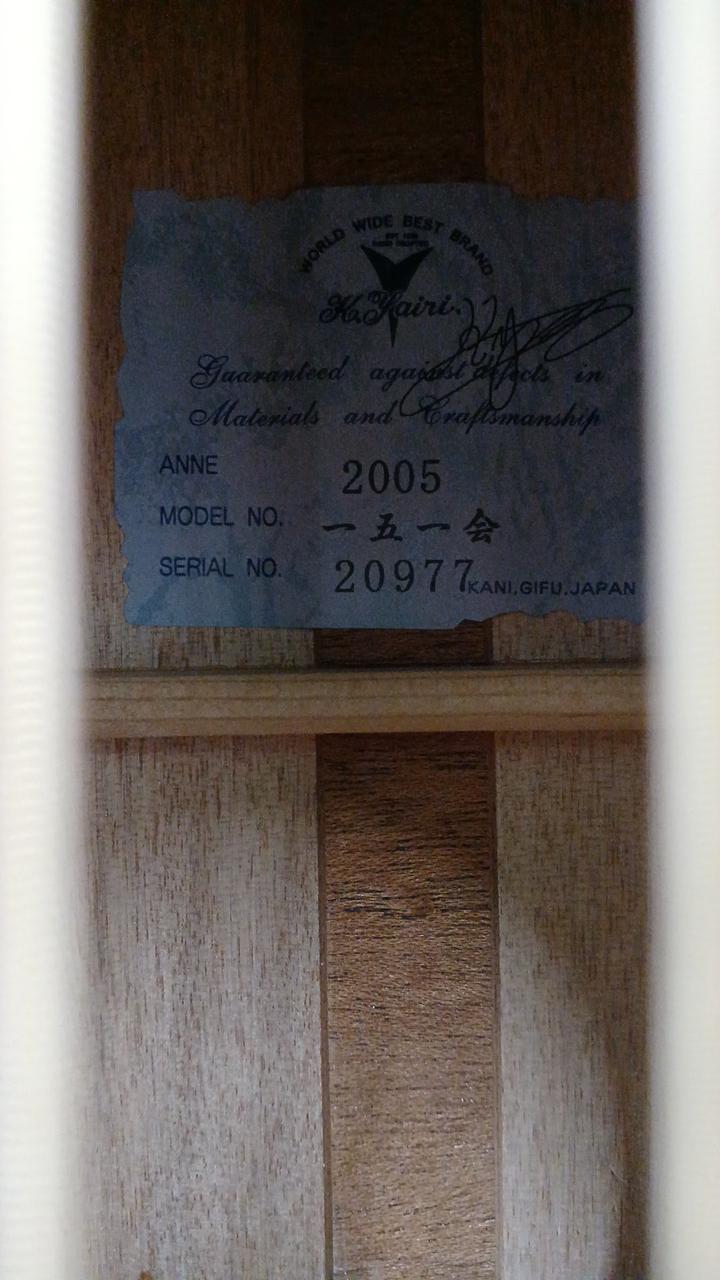 WORLD WIDE BEST BRAND
K.Yairi.
Guaranteed against defects in
Materials and Craftsmanship
ANNE 2005
MODEL NO. 一五一会
SERIAL NO. 20977
KANI.GIFU.JAPAN